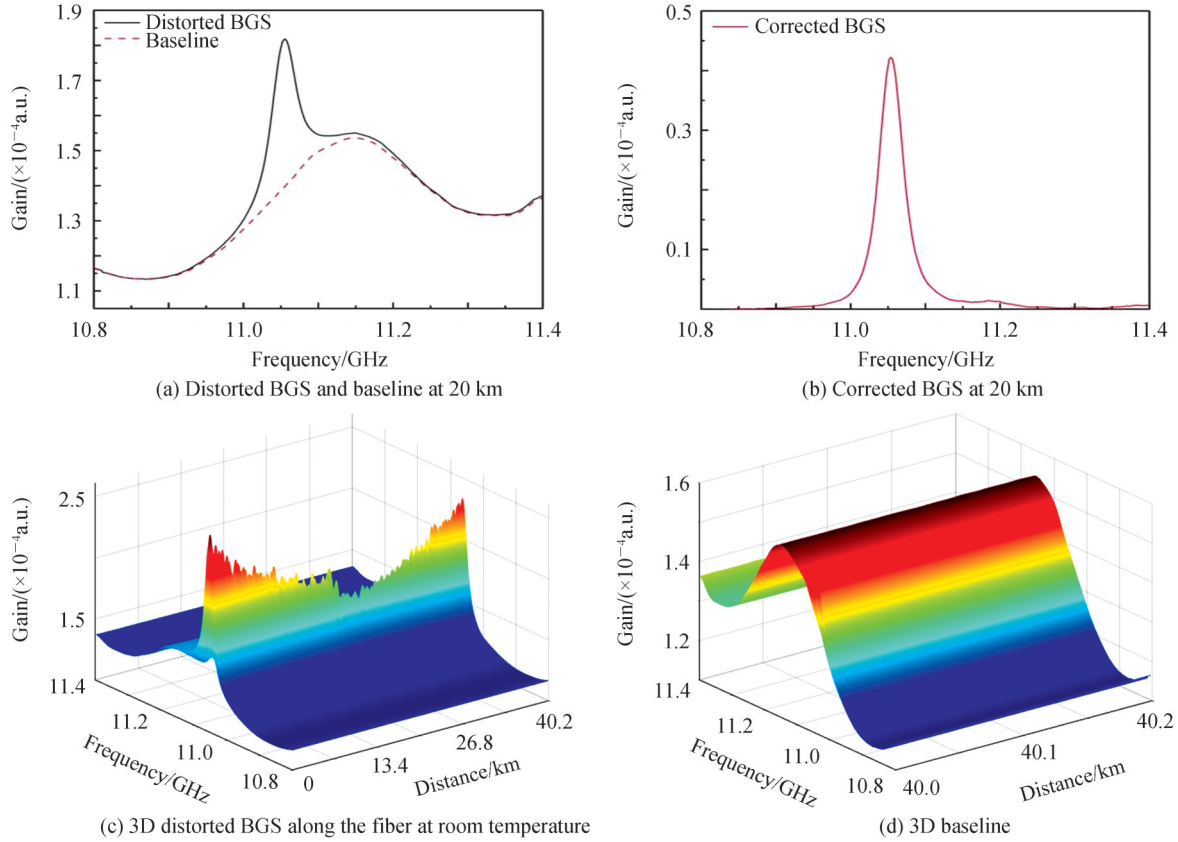 1.9
Distorted BGS
Baseline
1.7
1.5
1.3
1.1
Gain/(×10⁻⁴a.u.)
10.8 11.0 11.2 11.4
Frequency/GHz
(a) Distorted BGS and baseline at 20 km
0.5
Corrected BGS
0.3
0.1
Gain/(×10⁻⁴a.u.)
10.8 11.0 11.2 11.4
Frequency/GHz
(b) Corrected BGS at 20 km
2.5
1.5
Gain/(×10⁻⁴a.u.)
11.4
11.2
11.0
10.8
Frequency/GHz
0
13.4
26.8
40.2
Distance/km
(c) 3D distorted BGS along the fiber at room temperature
1.6
1.4
1.2
Gain/(×10⁻⁴a.u.)
11.4
11.2
11.0
10.8
Frequency/GHz
40.0
40.1
40.2
Distance/km
(d) 3D baseline